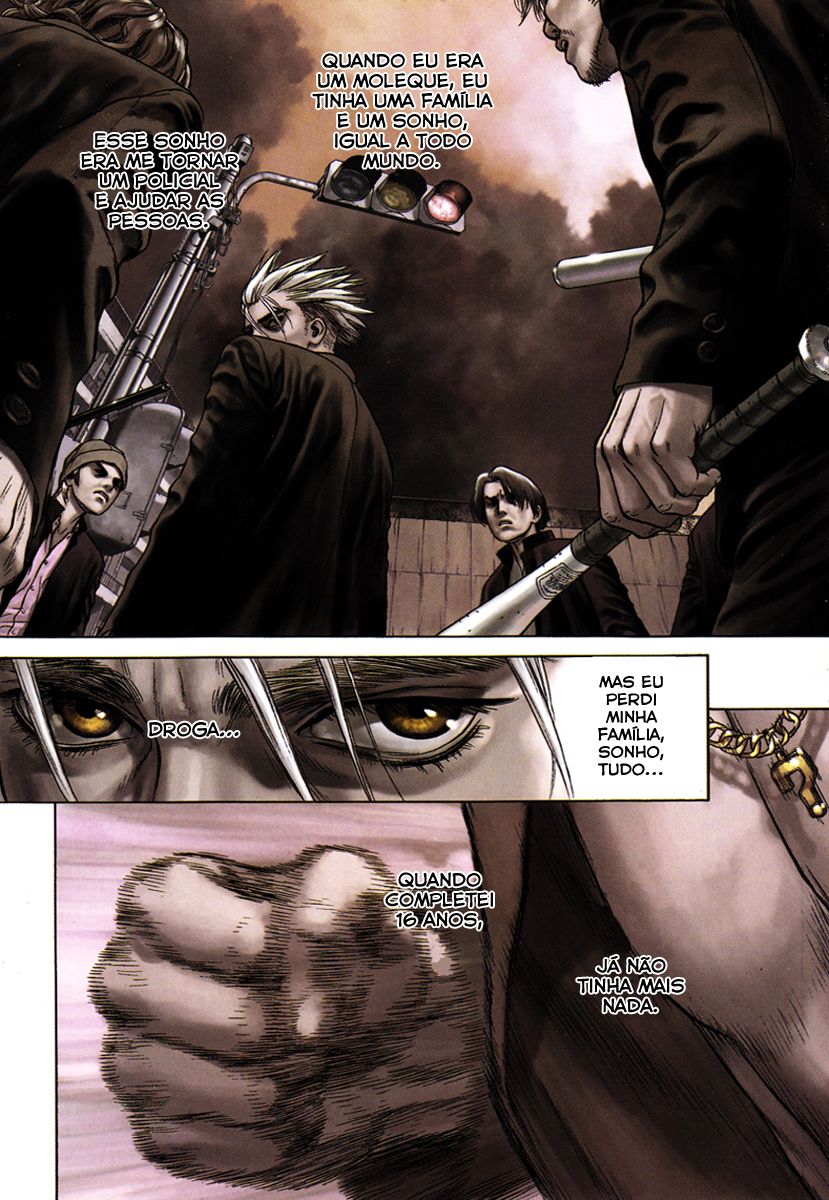 QUANDO EU ERA
UM MOLEQUE, EU
TINHA UMA FAMÍLIA
E UM SONHO,
IGUAL A TODO
MUNDO.
ESSE SONHO
ERA ME TORNAR
UM POLICIAL
E AJUDAR AS
PESSOAS.
DROGA...
MAS EU
PERDI
MINHA
FAMÍLIA,
SONHO,
TUDO...
QUANDO
COMPLETEI
16 ANOS,
JÁ NÃO
TINHA MAIS
NADA.